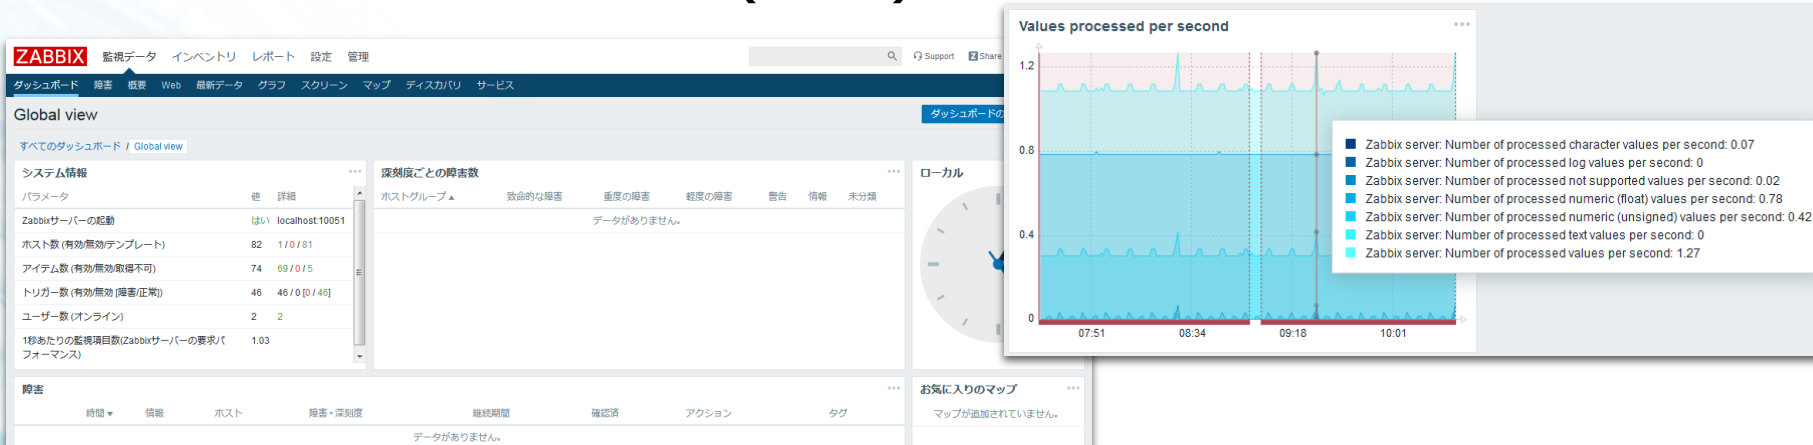 ZABBIX 監視データ インベントリ レポート 設定 管理 Support Z Share
ダッシュボード 障害 概要 Web 最新データ グラフ スクリーン マップ ディスカバリ サービス
Global view ダッシュボードの
すべてのダッシュボード / Global view
システム情報
パラメータ 値 詳細
Zabbixサーバーの起動 はい localhost:10051
ホスト数 (有効/無効/テンプレート) 82 1 / 0 / 81
アイテム数 (有効/無効/取得不可) 74 69 / 0 / 5
トリガー数 (有効/無効 [障害/正常]) 46 46 / 0 [0 / 46]
ユーザー数 (オンライン) 2 2
1秒あたりの監視項目数(Zabbixサーバーの要求パ 1.03
フォーマンス)
深刻度ごとの障害数
ホストグループ▲ 致命的な障害 重度の障害 軽度の障害 警告 情報 未分類
データがありません。
ローカル
障害
時間▼ 情報 ホスト 障害・深刻度 継続期間 確認済 アクション タグ
データがありません。
お気に入りのマップ
マップが追加されていません。
Values processed per second
1.2
0.8
0.4
0
07:51 08:34 09:18 10:01
Zabbix server: Number of processed character values per second: 0.07
Zabbix server: Number of processed log values per second: 0
Zabbix server: Number of processed not supported values per second: 0.02
Zabbix server: Number of processed numeric (float) values per second: 0.78
Zabbix server: Number of processed numeric (unsigned) values per second: 0.42
Zabbix server: Number of processed text values per second: 0
Zabbix server: Number of processed values per second: 1.27